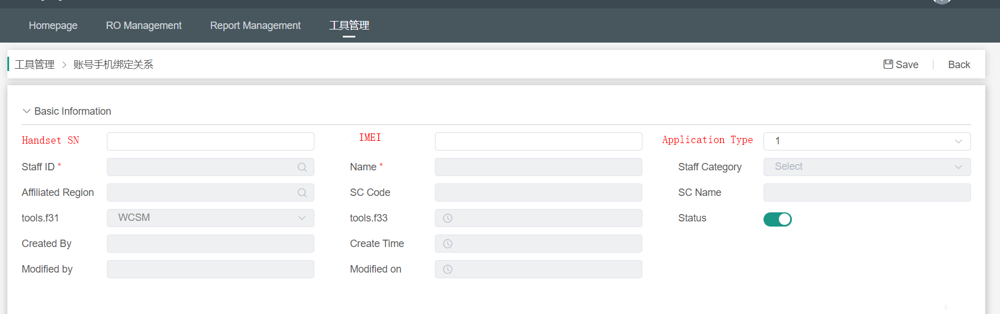 Homepage RO Management Report Management 工具管理
工具管理 > 账号手机绑定关系 Save Back
Basic Information
Handset SN IMEI Application Type 1
Staff ID * Name * Staff Category Select
Affiliated Region SC Code SC Name
tools.f31 WCSM tools.f33 Status
Created By Create Time
Modified by Modified on